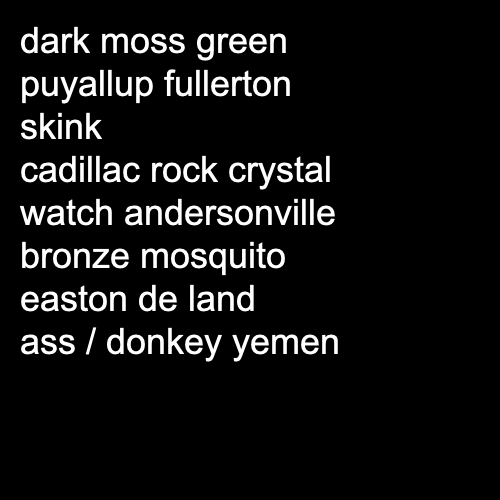 dark moss green
puyallup fullerton
skink
cadillac rock crystal
watch andersonville
bronze mosquito
easton de land
ass / donkey yemen